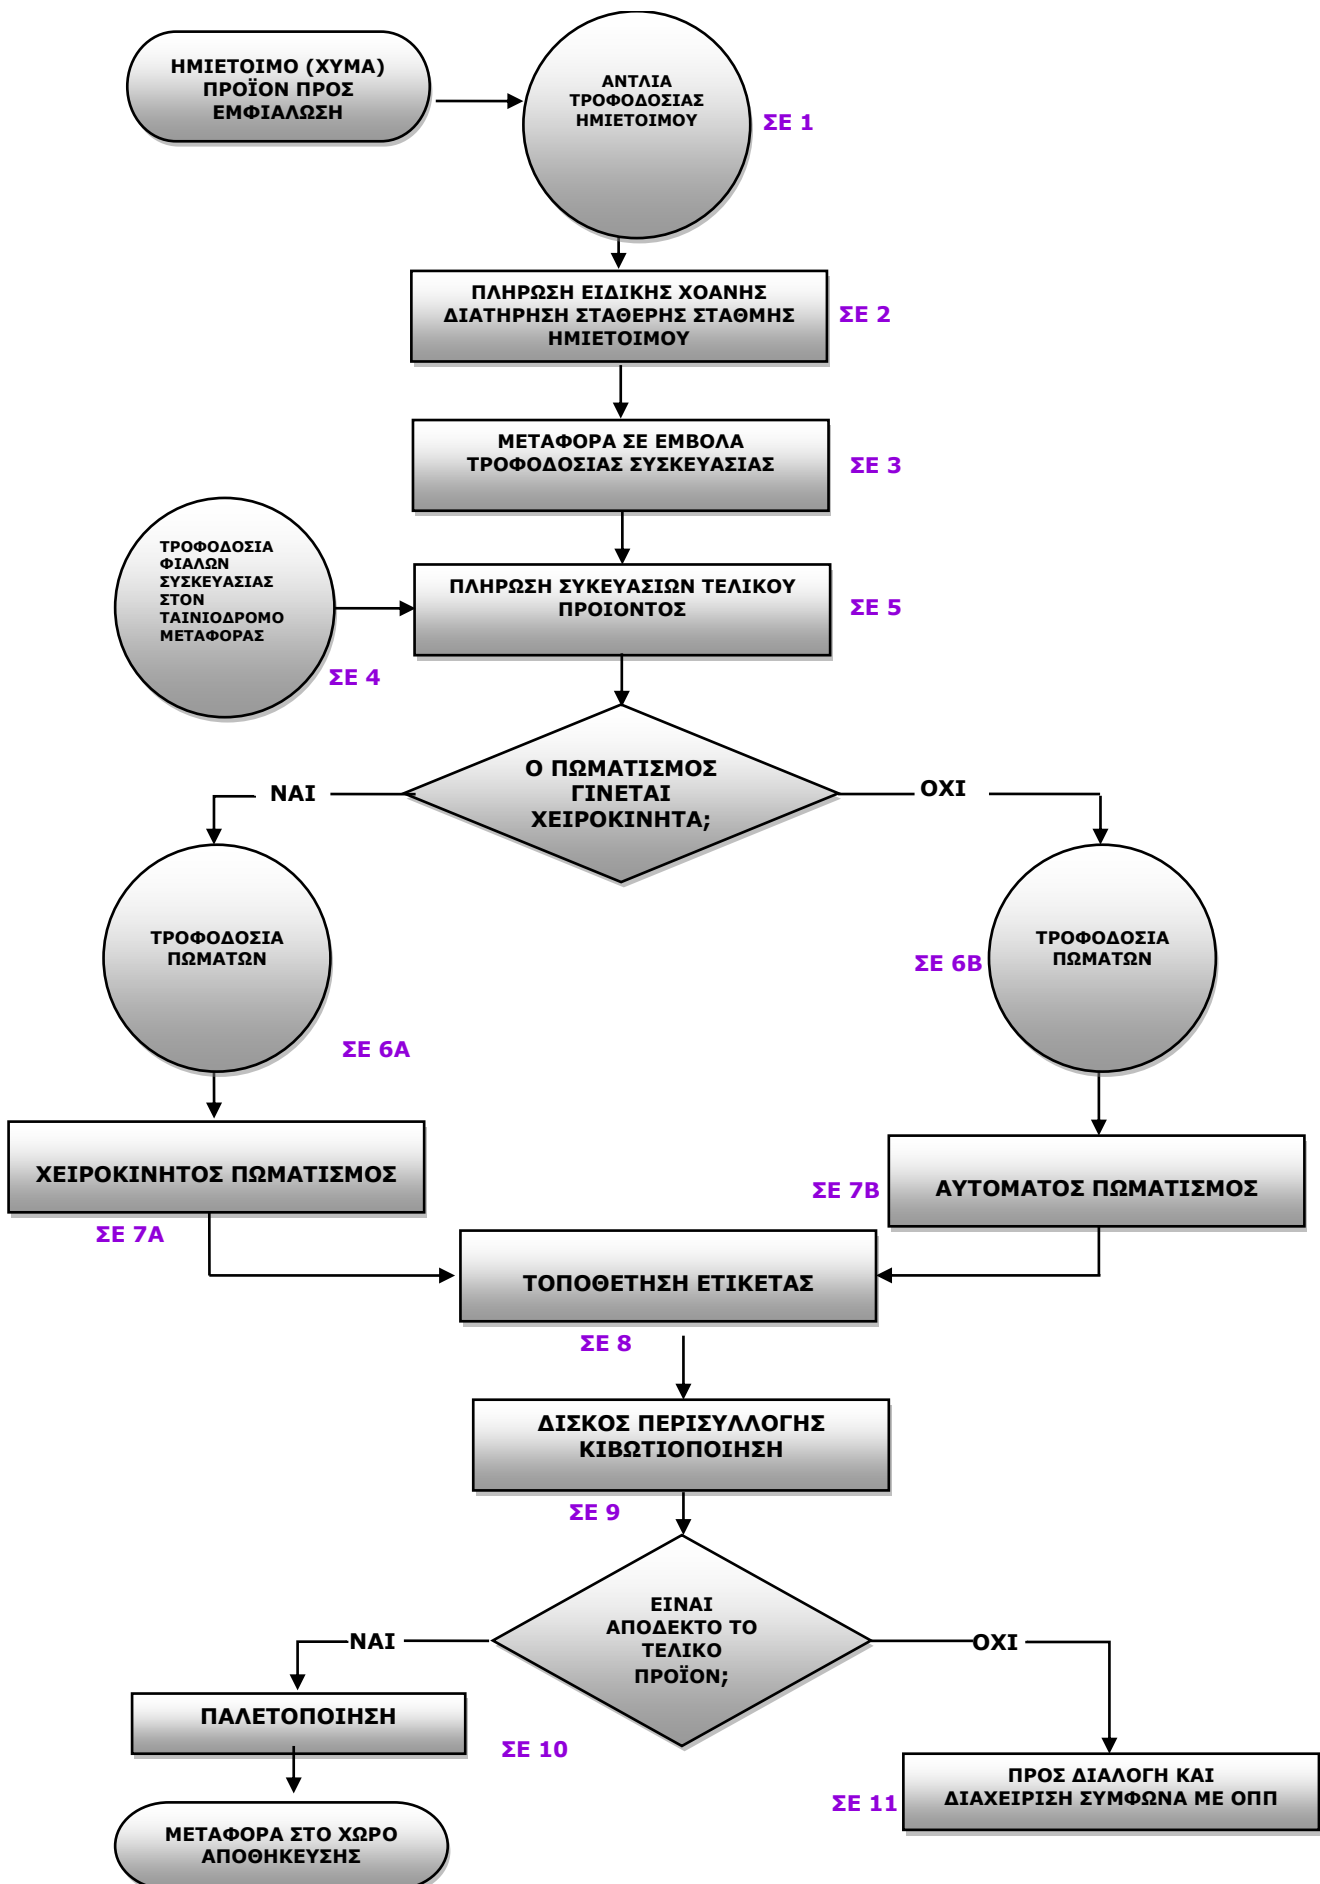 ΗΜΙΕΤΟΙΜΟ (ΧΥΜΑ)
ΠΡΟΪΟΝ ΠΡΟΣ
ΕΜΦΙΑΛΩΣΗ
ΑΝΤΛΙΑ
ΤΡΟΦΟΔΟΣΙΑΣ
ΗΜΙΕΤΟΙΜΟΥ
ΣΕ 1
ΠΛΗΡΩΣΗ ΕΙΔΙΚΗΣ ΧΟΑΝΗΣ
ΔΙΑΤΗΡΗΣΗ ΣΤΑΘΕΡΗΣ ΣΤΑΘΜΗΣ
ΗΜΙΕΤΟΙΜΟΥ
ΣΕ 2
ΜΕΤΑΦΟΡΑ ΣΕ ΕΜΒΟΛΑ
ΤΡΟΦΟΔΟΣΙΑΣ ΣΥΣΚΕΥΑΣΙΑΣ
ΣΕ 3
ΤΡΟΦΟΔΟΣΙΑ
ΦΙΑΛΩΝ
ΣΥΣΚΕΥΑΣΙΑΣ
ΣΤΟΝ
ΤΑΙΝΙΟΔΡΟΜΟ
ΜΕΤΑΦΟΡΑΣ
ΣΕ 4
ΠΛΗΡΩΣΗ ΣΥΚΕΥΑΣΙΩΝ ΤΕΛΙΚΟΥ
ΠΡΟΙΟΝΤΟΣ
ΣΕ 5
Ο ΠΩΜΑΤΙΣΜΟΣ
ΓΙΝΕΤΑΙ
ΧΕΙΡΟΚΙΝΗΤΑ;
ΝΑΙ
ΟΧΙ
ΤΡΟΦΟΔΟΣΙΑ
ΠΩΜΑΤΩΝ
ΣΕ 6Α
ΤΡΟΦΟΔΟΣΙΑ
ΠΩΜΑΤΩΝ
ΣΕ 6Β
ΧΕΙΡΟΚΙΝΗΤΟΣ ΠΩΜΑΤΙΣΜΟΣ
ΣΕ 7Α
ΣΕ 7Β
ΑΥΤΟΜΑΤΟΣ ΠΩΜΑΤΙΣΜΟΣ
ΤΟΠΟΘΕΤΗΣΗ ΕΤΙΚΕΤΑΣ
ΣΕ 8
ΔΙΣΚΟΣ ΠΕΡΙΣΥΛΛΟΓΗΣ
ΚΙΒΩΤΙΟΠΟΙΗΣΗ
ΣΕ 9
ΕΙΝΑΙ
ΑΠΟΔΕΚΤΟ ΤΟ
ΤΕΛΙΚΟ
ΠΡΟΪΟΝ;
ΝΑΙ
ΟΧΙ
ΠΑΛΕΤΟΠΟΙΗΣΗ
ΣΕ 10
ΠΡΟΣ ΔΙΑΛΟΓΗ ΚΑΙ
ΔΙΑΧΕΙΡΙΣΗ ΣΥΜΦΩΝΑ ΜΕ ΟΠΠ
ΣΕ 11
ΜΕΤΑΦΟΡΑ ΣΤΟ ΧΩΡΟ
ΑΠΟΘΗΚΕΥΣΗΣ